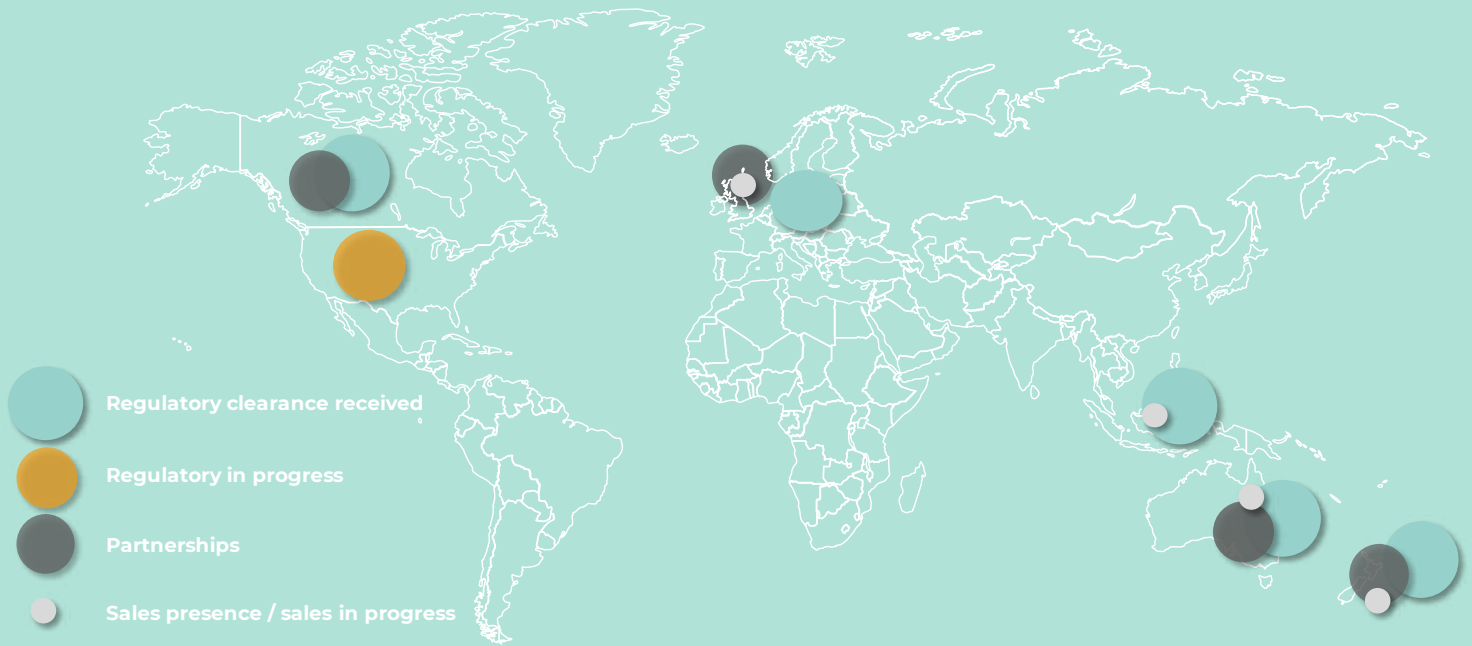 Regulatory clearance received
Regulatory in progress
Partnerships
Sales presence / sales in progress